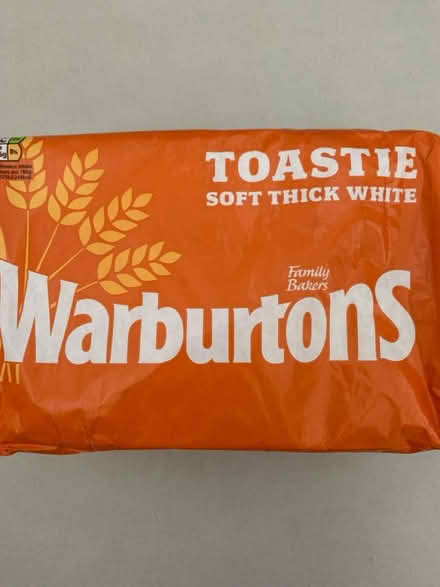 TOASTIE
SOFT THICK WHITE
Family
Bakers
Warburtons